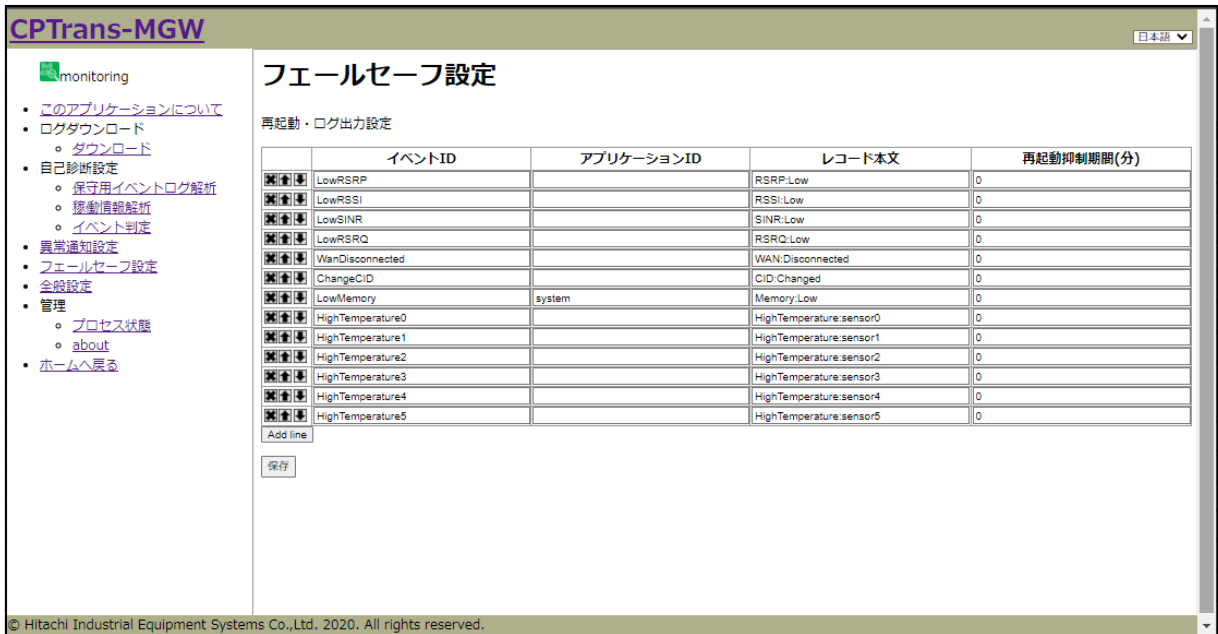 CPTrans-MGW
日本語
monitoring
このアプリケーションについて
ログダウンロード
ダウンロード
自己診断設定
保守用イベントログ解析
稼働情報解析
イベント判定
異常通知設定
フェールセーフ設定
全般設定
管理
プロセス状態
about
ホームへ戻る
フェールセーフ設定
再起動・ログ出力設定
イベントID アプリケーションID レコード本文 再起動抑制期間(分)
LowRSRP RSRP:Low 0
LowRSSI RSSI:Low 0
LowSINR SINR:Low 0
LowRSRQ RSRQ:Low 0
WanDisconnected WAN:Disconnected 0
ChangeCID CID:Changed 0
LowMemory system Memory:Low 0
HighTemperature0 HighTemperature:sensor0 0
HighTemperature1 HighTemperature:sensor1 0
HighTemperature2 HighTemperature:sensor2 0
HighTemperature3 HighTemperature:sensor3 0
HighTemperature4 HighTemperature:sensor4 0
HighTemperature5 HighTemperature:sensor5 0
Add line
保存
© Hitachi Industrial Equipment Systems Co.,Ltd. 2020. All rights reserved.